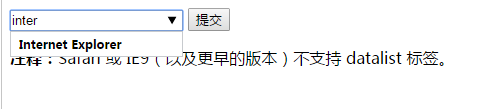 inter 提交
Internet Explorer
注释：Safari 或 IE9（以及更早的版本）不支持 datalist 标签。